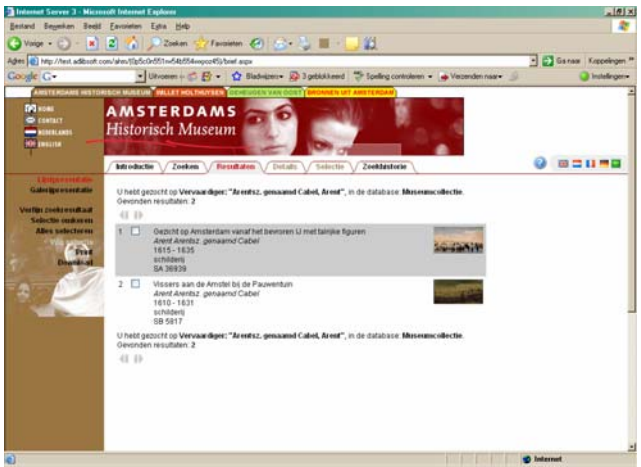 Internet Server 3 - Microsoft Internet Explorer
Bestand Bewerken Beeld Favorieten Extra Help
Vorige Zoeken Favorieten
Adres Ga naar Koppelingen
Google G Bladwijzers 3 geblokkeerd Spelling controleren Verzenden naar Instellingen
AMSTERDAMS HISTORISCH MUSEUM WILLET HOLTHUYSEN GEHEUGEN VAN OOST BRONNEN UIT AMSTERDAM
HOME
CONTACT
NEDERLANDS
ENGLISH
AMSTERDAMS
Historisch Museum
Introductie Zoeken Resultaten Details Selectie Zoekhistorie
Lijstpresentatie
Galerijpresentatie
Verfijn zoekresultaat
Selectie omkeren
Alles selecteren
Print
Download
U hebt gezocht op Vervaardiger: "Arentsz. genaamd Cabel, Arent", in de database: Museumcollectie.
Gevonden resultaten: 2
1 Gezicht op Amsterdam vanaf het bevroren IJ met talrijke figuren
Arent Arentsz. genaamd Cabel
1615 - 1635
schilderij
SA 36939
2 Vissers aan de Amstel bij de Pauwentuin
Arent Arentsz. genaamd Cabel
1610 - 1631
schilderij
SB 5817
U hebt gezocht op Vervaardiger: "Arentsz. genaamd Cabel, Arent", in de database: Museumcollectie.
Gevonden resultaten: 2
Internet